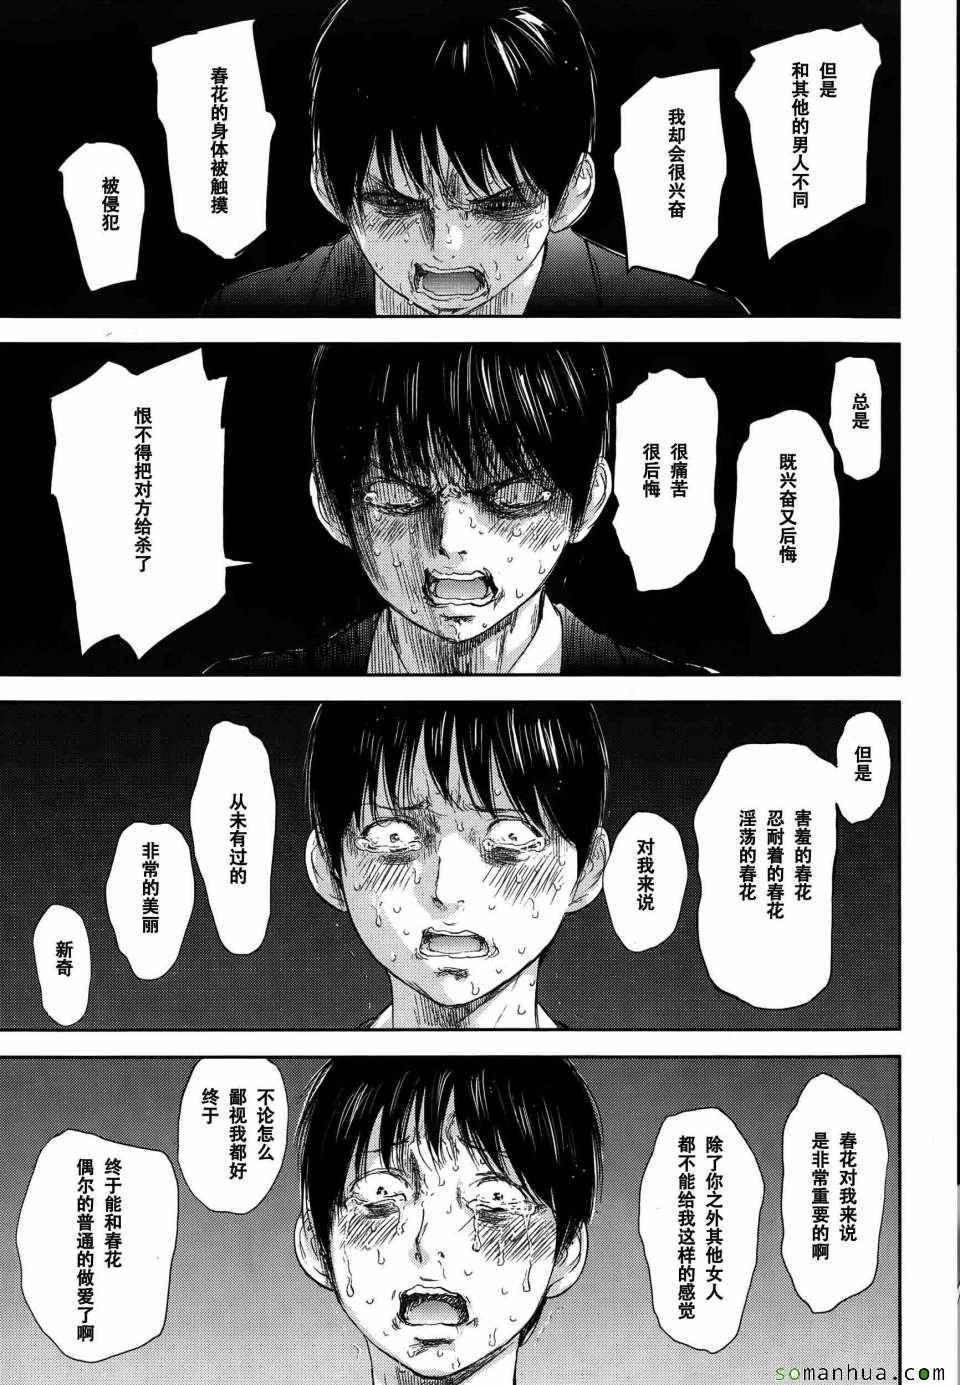 但是
和其他的男人不同
我却会很兴奋
春花的身体被触摸
被侵犯
总是
既兴奋又后悔
很痛苦
很后悔
恨不得把对方给杀了
但是
害羞的春花
忍耐着的春花
淫荡的春花
对我来说
从未有过的
非常的美丽
新奇
春花对我来说
是非常重要的啊
除了你之外其他女人
都不能给我这样的感觉
不论怎么
鄙视我都好
终于
终于能和春花
偶尔的普通的做爱了啊
somanhua.com